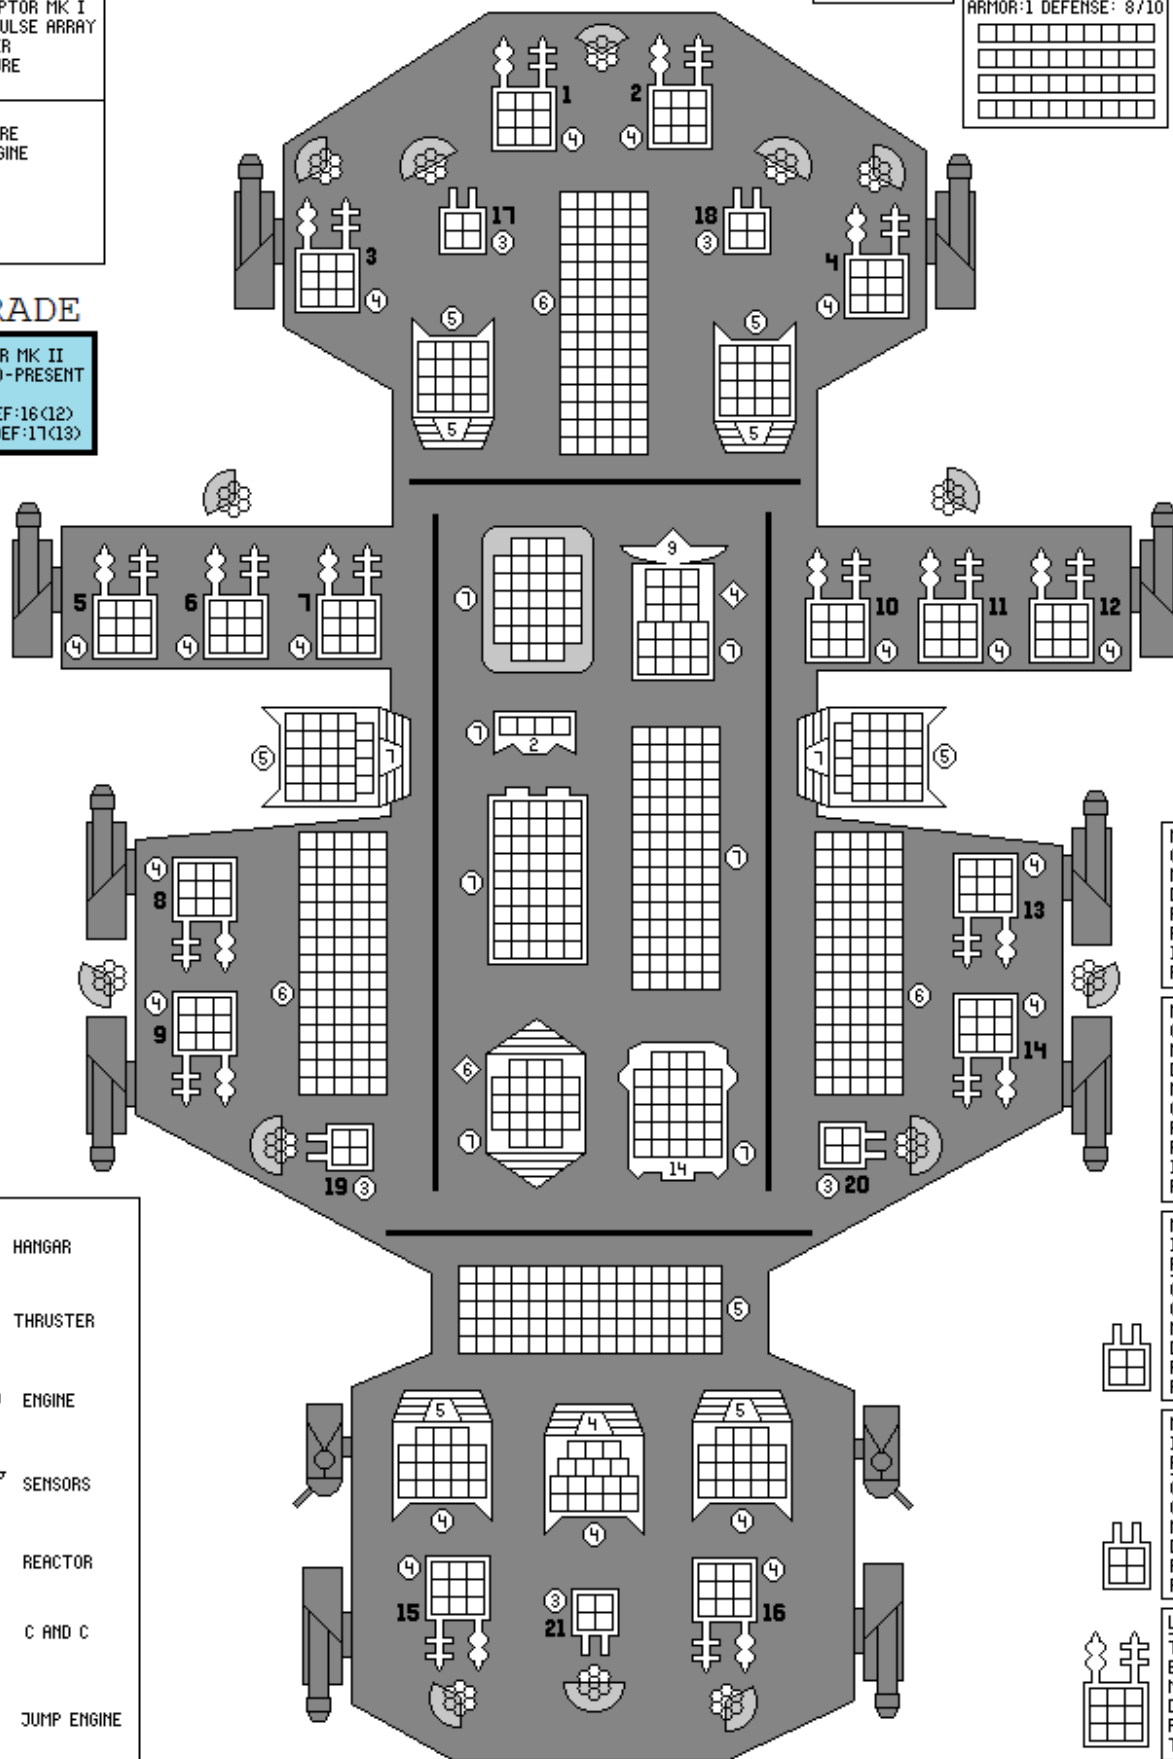 PTOR MK I
ULSE ARRAY
ER
URE
RE
GINE
ARMOR:1 DEFENSE: 8/10
RADE
R MK II
-PRESENT
EF:16(12)
DEF:17(13)
1 2
4 4
17 18
3 3
3 4
4 4
6
5 5
5 5
9
7 4
5 6 7 10 11 12
4 4 4 4 4 4
7
7 2
5 7 7 5
4 4
8 13
7 7
6 6
4 4
9 14
6
7 14 7
19 3 3 20
HANGAR
5
THRUSTER
ENGINE
5 4 5
SENSORS
4 4 4
REACTOR
4 4
15 3 16
21
C AND C
JUMP ENGINE